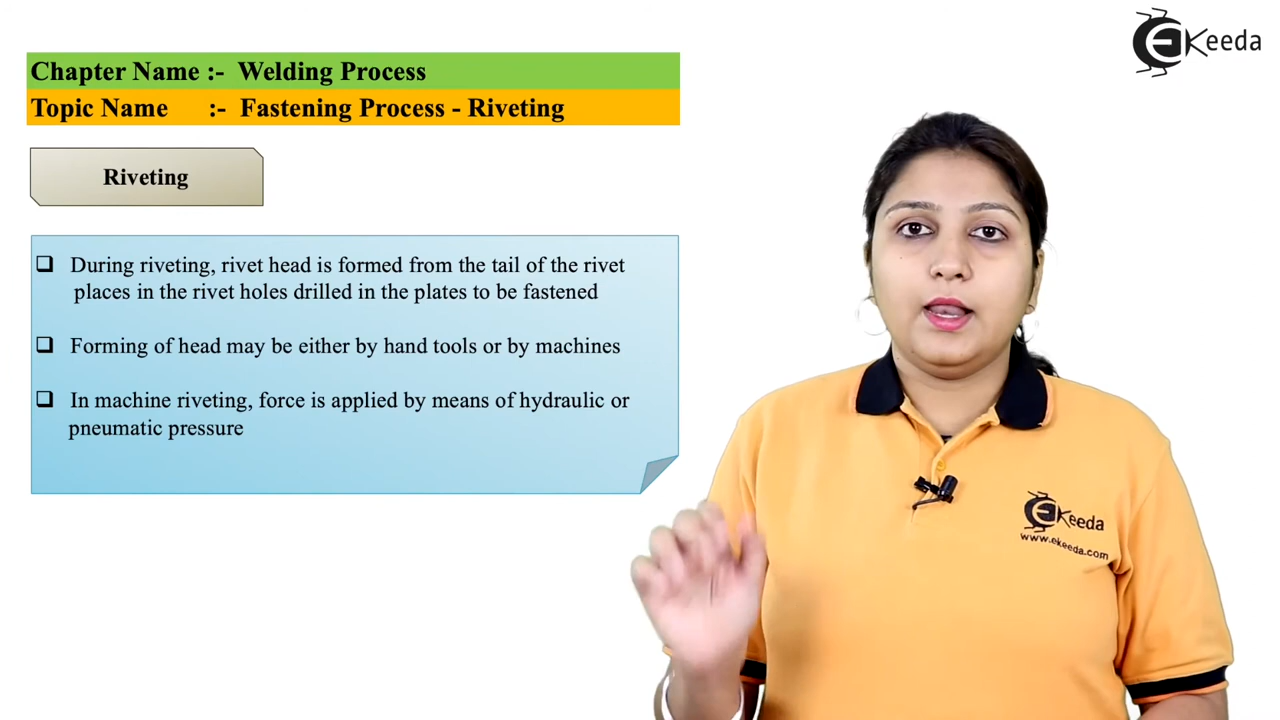 EKeeda
Chapter Name :- Welding Process
Topic Name :- Fastening Process - Riveting
Riveting
❑ During riveting, rivet head is formed from the tail of the rivet
places in the rivet holes drilled in the plates to be fastened
❑ Forming of head may be either by hand tools or by machines
❑ In machine riveting, force is applied by means of hydraulic or
pneumatic pressure
EKeeda
www.ekeeda.com